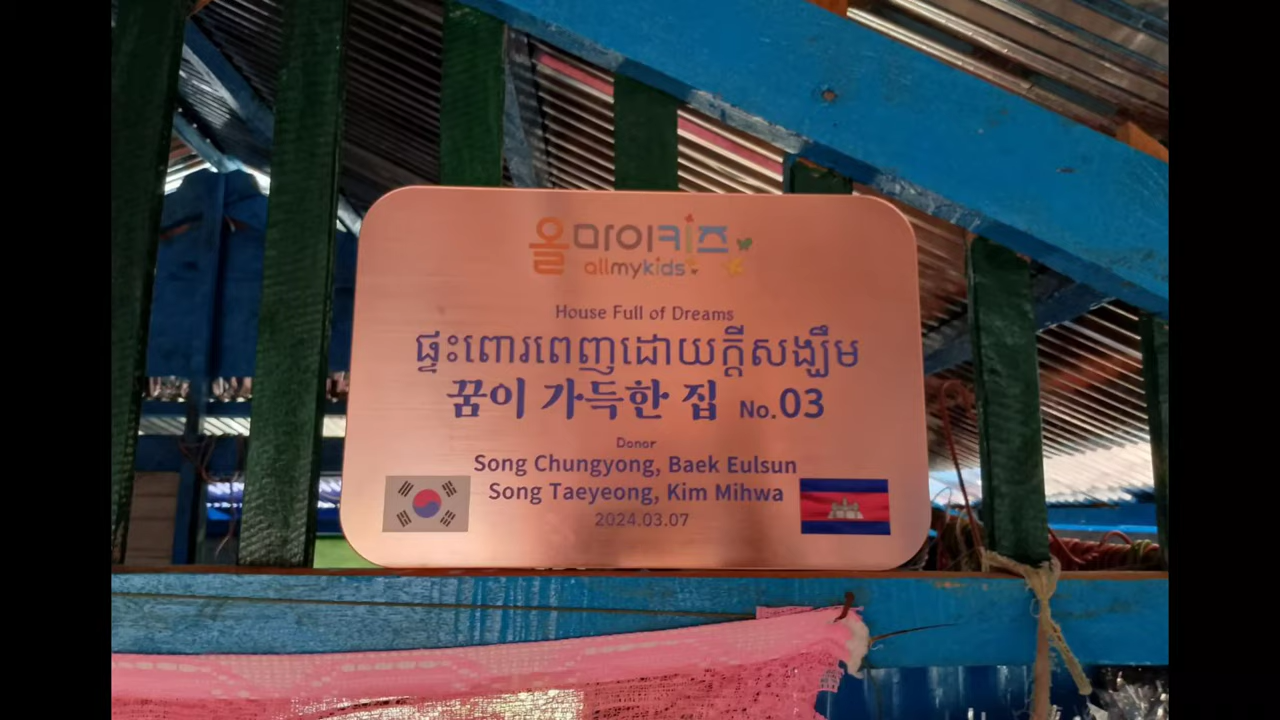 올마이키즈
allmykids
House Full of Dreams
ផ្ទះពោរពេញដោយក្ដីសង្ឃឹម
꿈이 가득한 집 No.03
Donor
Song Chungyong, Baek Eulsun
Song Taeyeong, Kim Mihwa
2024.03.07